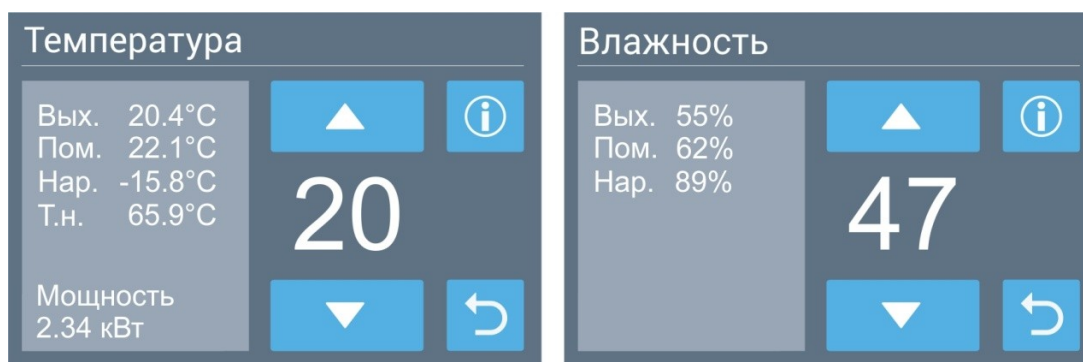 Температура
Вых. 20.4°C
Пом. 22.1°C
Нар. -15.8°C
Т.н. 65.9°C
20
Мощность
2.34 кВт
Влажность
Вых. 55%
Пом. 62%
Нар. 89%
47